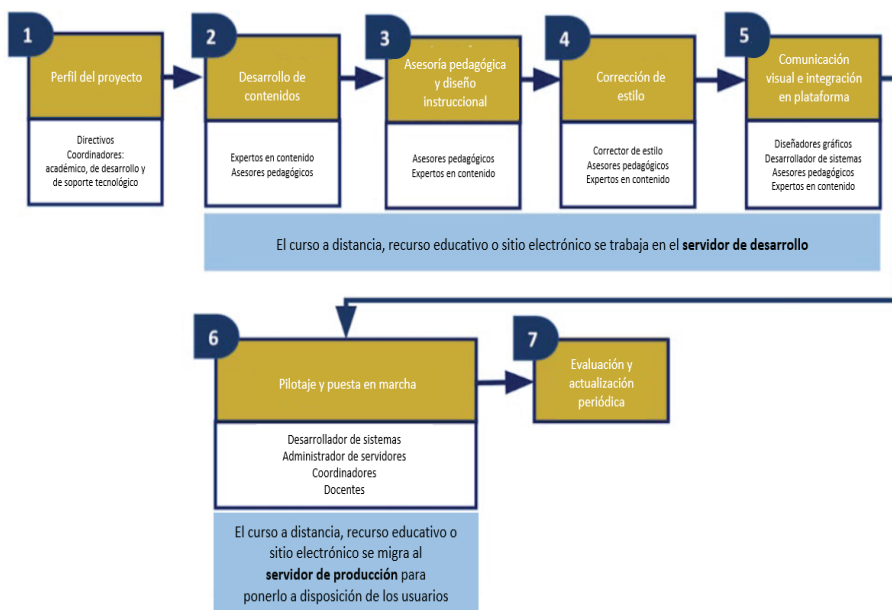 1
Perfil del proyecto
Directivos
Coordinadores:
académico, de desarrollo y
de soporte tecnológico
2
Desarrollo de
contenidos
Expertos en contenido
Asesores pedagógicos
3
Asesoría pedagógica
y diseño
instruccional
Asesores pedagógicos
Expertos en contenido
4
Corrección de
estilo
Corrector de estilo
Asesores pedagógicos
Expertos en contenido
5
Comunicación
visual e integración
en plataforma
Diseñadores gráficos
Desarrollador de sistemas
Asesores pedagógicos
Expertos en contenido
El curso a distancia, recurso educativo o sitio electrónico se trabaja en el servidor de desarrollo
6
Pilotaje y puesta en marcha
Desarrollador de sistemas
Administrador de servidores
Coordinadores
Docentes
El curso a distancia, recurso educativo o
sitio electrónico se migra al
servidor de producción para
ponerlo a disposición de los usuarios
7
Evaluación y
actualización
periódica